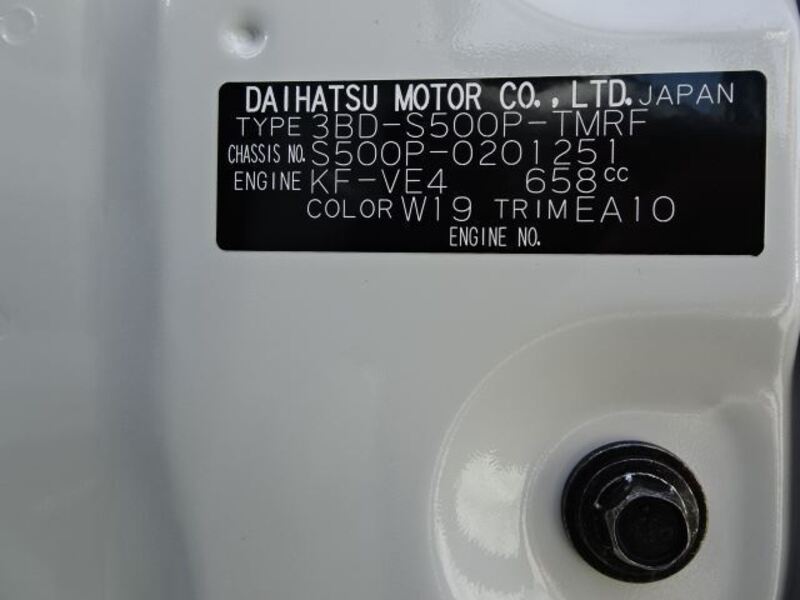 DAIHATSU MOTOR CO.,LTD. JAPAN
TYPE 3BD-S500P-TMRF
CHASSIS NO. S500P-0201251
ENGINE KF-VE4 658cc
COLOR W19 TRIM EA10
ENGINE NO.